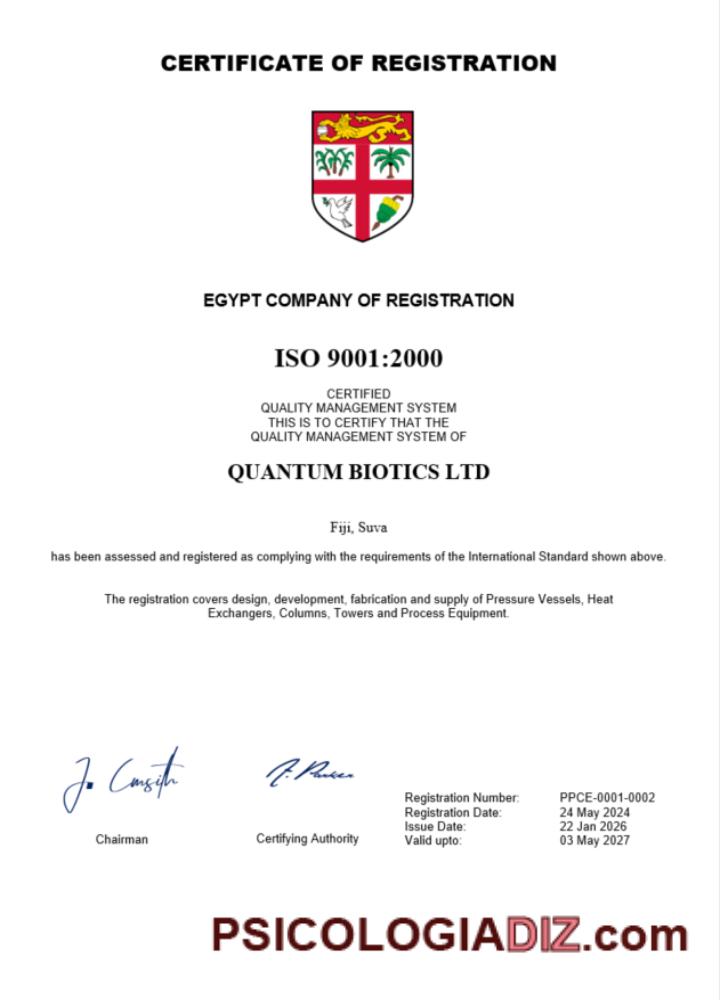 CERTIFICATE OF REGISTRATION
EGYPT COMPANY OF REGISTRATION
ISO 9001:2000
CERTIFIED
QUALITY MANAGEMENT SYSTEM
THIS IS TO CERTIFY THAT THE
QUALITY MANAGEMENT SYSTEM OF
QUANTUM BIOTICS LTD
Fiji, Suva
has been assessed and registered as complying with the requirements of the International Standard shown above.
The registration covers design, development, fabrication and supply of Pressure Vessels, Heat
Exchangers, Columns, Towers and Process Equipment.
Chairman
Certifying Authority
Registration Number: PPCE-0001-0002
Registration Date: 24 May 2024
Issue Date: 22 Jan 2026
Valid upto: 03 May 2027
PSICOLOGIADIZ.com